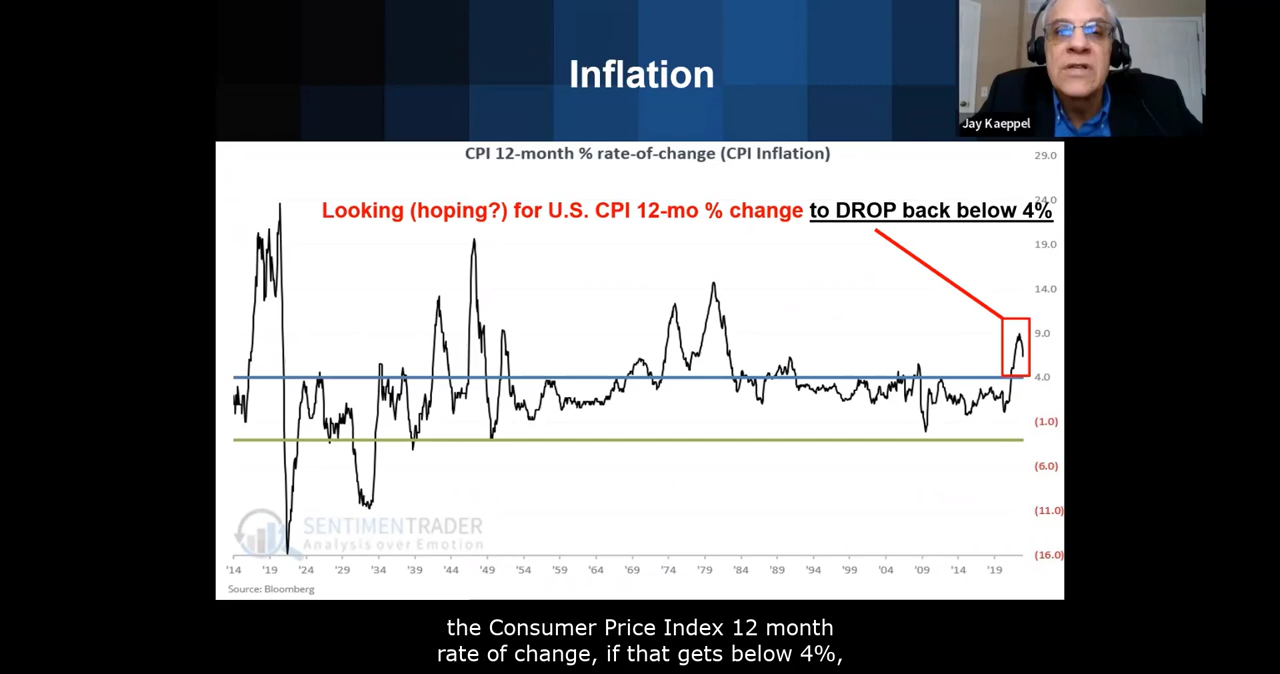 Inflation
Jay Kaeppel
CPI 12-month % rate-of-change (CPI Inflation)
29.0
Looking (hoping?) for U.S. CPI 12-mo % change to DROP back below 4%
24.0
19.0
14.0
9.0
4.0
(1.0)
(6.0)
(11.0)
(16.0)
SENTIMENTRADER
Analysis over Emotion
'14 '19 '24 '29 '34 '39 '44 '49 '54 '59 '64 '69 '74 '79 '84 '89 '94 '99 '04 '09 '14 '19
Source: Bloomberg
the Consumer Price Index 12 month
rate of change, if that gets below 4%,